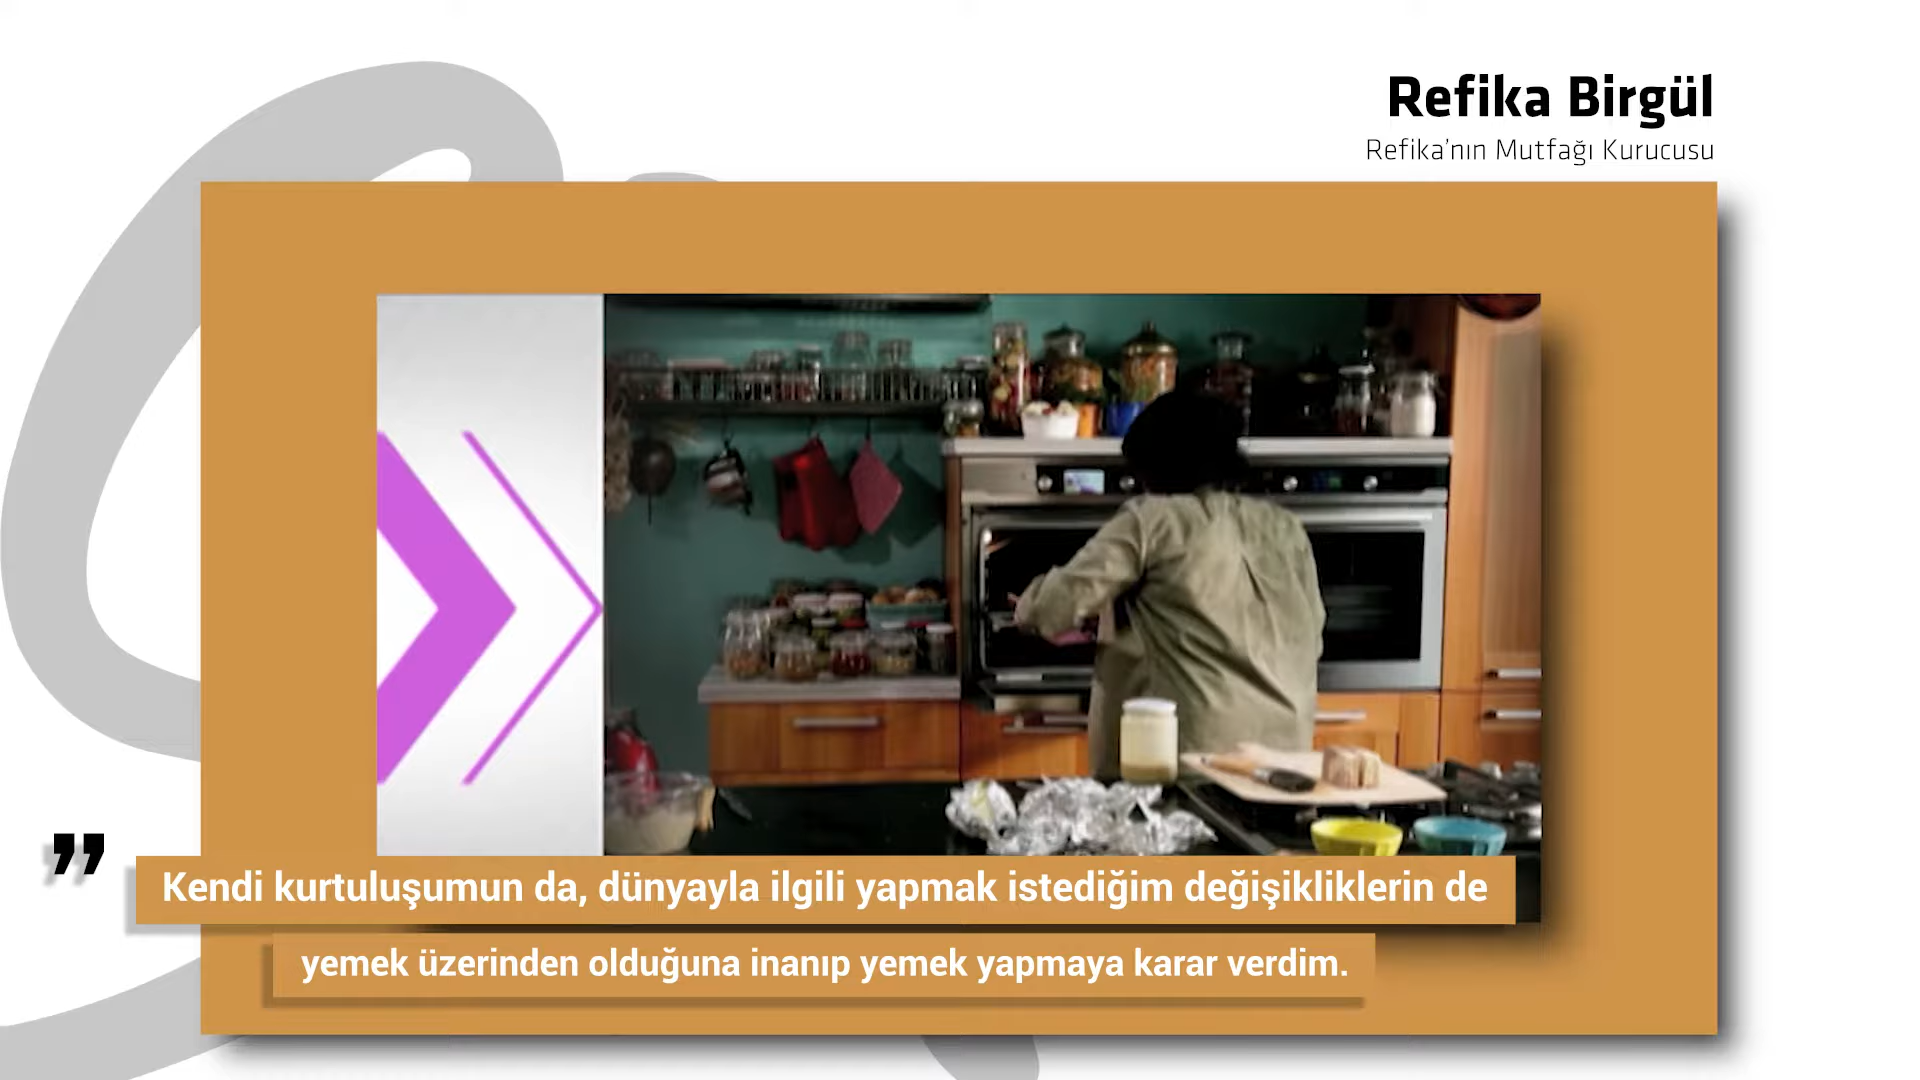 Refika Birgül
Refika’nın Mutfağı Kurucusu
”
Kendi kurtuluşumun da, dünyayla ilgili yapmak istediğim değişikliklerin de
yemek üzerinden olduğuna inanıp yemek yapmaya karar verdim.